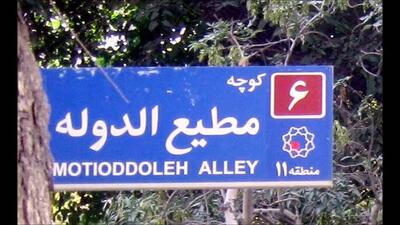 کوچه ۶
مطیع الدوله
MOTIODDOLEH ALLEY
منطقه ۱۱